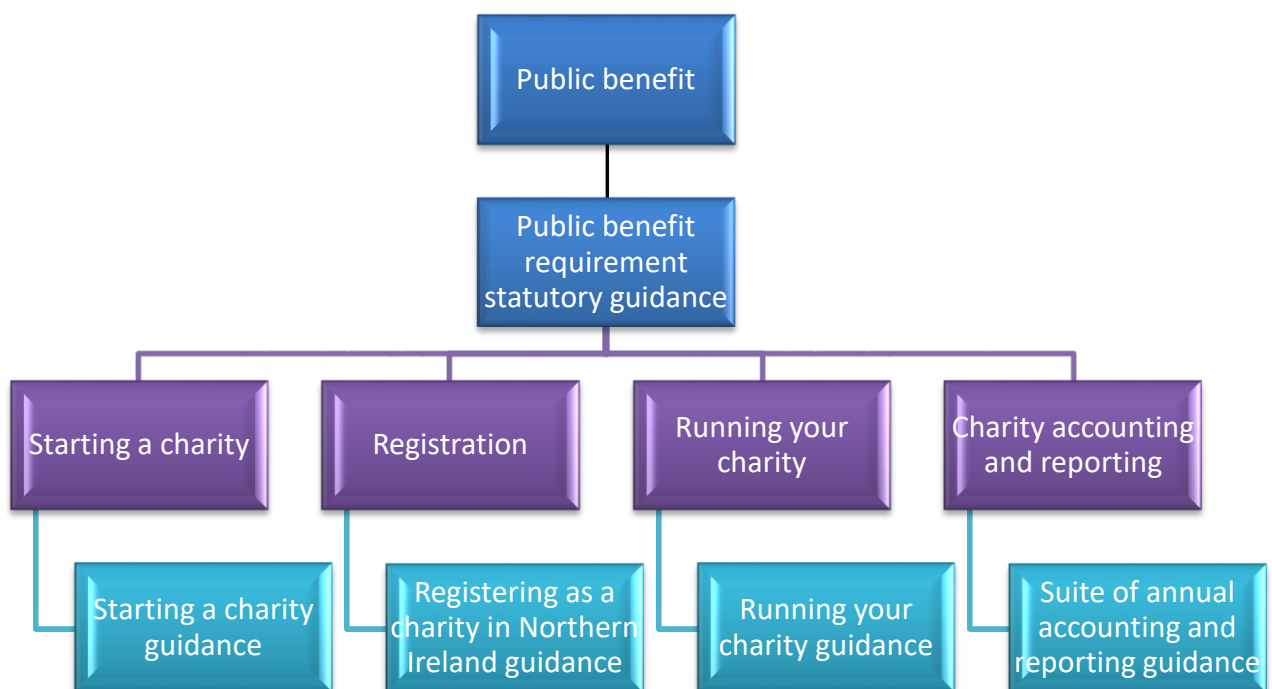 Public benefit
Public benefit
requirement
statutory guidance
Starting a charity
Registration
Running your
charity
Charity accounting
and reporting
Starting a charity
guidance
Registering as a
charity in Northern
Ireland guidance
Running your
charity guidance
Suite of annual
accounting and
reporting guidance